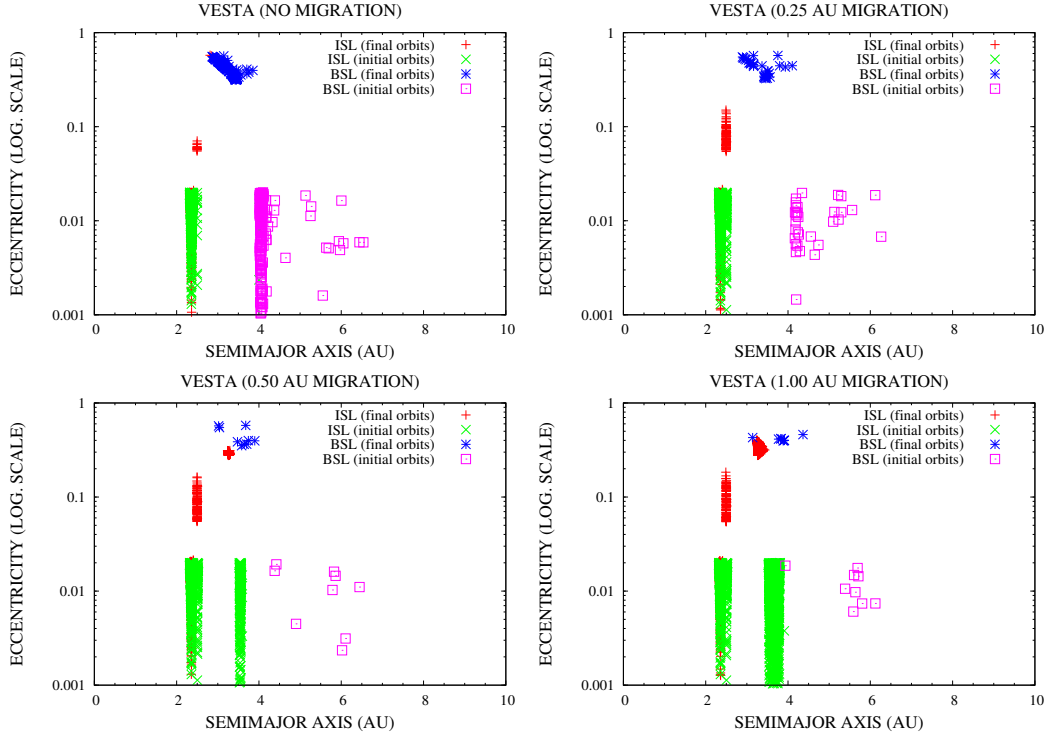 VESTA (NO MIGRATION)
ECCENTRICITY (LOG. SCALE)
1
0.1
0.01
0.001
ISL (final orbits)
ISL (initial orbits)
BSL (final orbits)
BSL (initial orbits)
0 2 4 6 8 10
SEMIMAJOR AXIS (AU)
VESTA (0.25 AU MIGRATION)
ECCENTRICITY (LOG. SCALE)
1
0.1
0.01
0.001
ISL (final orbits)
ISL (initial orbits)
BSL (final orbits)
BSL (initial orbits)
0 2 4 6 8 10
SEMIMAJOR AXIS (AU)
VESTA (0.50 AU MIGRATION)
ECCENTRICITY (LOG. SCALE)
1
0.1
0.01
0.001
ISL (final orbits)
ISL (initial orbits)
BSL (final orbits)
BSL (initial orbits)
0 2 4 6 8 10
SEMIMAJOR AXIS (AU)
VESTA (1.00 AU MIGRATION)
ECCENTRICITY (LOG. SCALE)
1
0.1
0.01
0.001
ISL (final orbits)
ISL (initial orbits)
BSL (final orbits)
BSL (initial orbits)
0 2 4 6 8 10
SEMIMAJOR AXIS (AU)